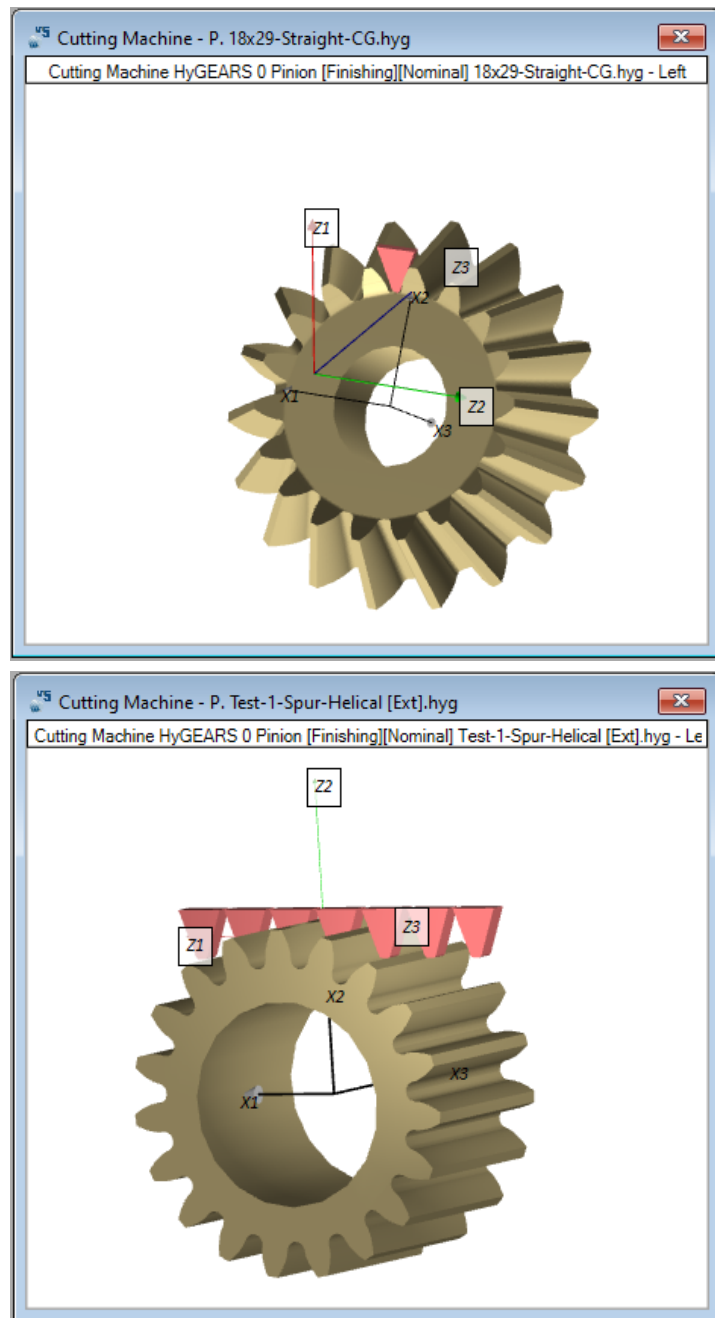 Cutting Machine - P. 18x29-Straight-CG.hyg
Cutting Machine HyGEARS 0 Pinion [Finishing][Nominal] 18x29-Straight-CG.hyg - Left
Z1
Z3
X2
X1
Z2
X3
Cutting Machine - P. Test-1-Spur-Helical [Ext].hyg
Cutting Machine HyGEARS 0 Pinion [Finishing][Nominal] Test-1-Spur-Helical [Ext].hyg - Le
Z2
Z3
Z1
X2
X3
X1